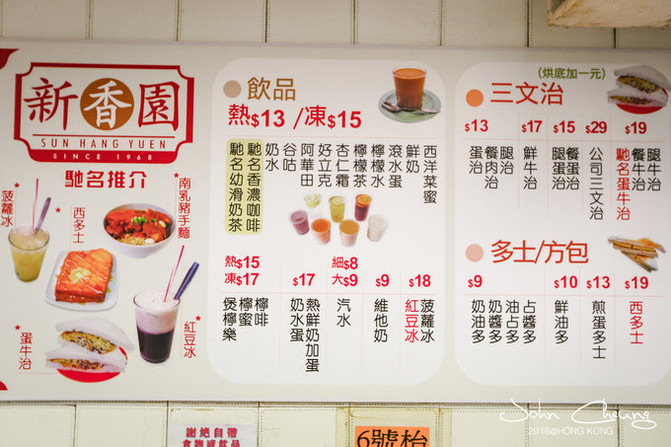 新香園
SUN HANG YUEN
SINCE 1968
馳名推介
菠蘿冰
西多士
南乳豬手麵
蛋牛治
紅豆冰
飲品
熱$13 /凍$15
西洋菜蜜
鮮奶
滾水蛋
檸檬水
檸檬茶
杏仁霜
好立克
阿華田
谷咕
奶水
馳名香濃咖啡
馳名幼滑奶茶
熱$15
凍$17
檸啡
檸蜜
煲檸樂
$17
熱鮮奶加蛋
奶水蛋
細$8
大$9
汽水
$9
維他奶
$18
菠蘿冰
紅豆冰
三文治
(烘底加一元)
$13
腿治
餐肉治
蛋治
$17
鮮牛治
$15
餐蛋治
腿蛋治
$29
公司三文治
$19
餐牛治
腿牛治
馳名蛋牛治
多士/方包
$9
占醬多
油占多
奶醬多
奶油多
$10
鮮油多
$13
煎蛋多士
$19
西多士
謝絕自帶
食物或飲品
6號枱
John Cheung
2016@HONG KONG